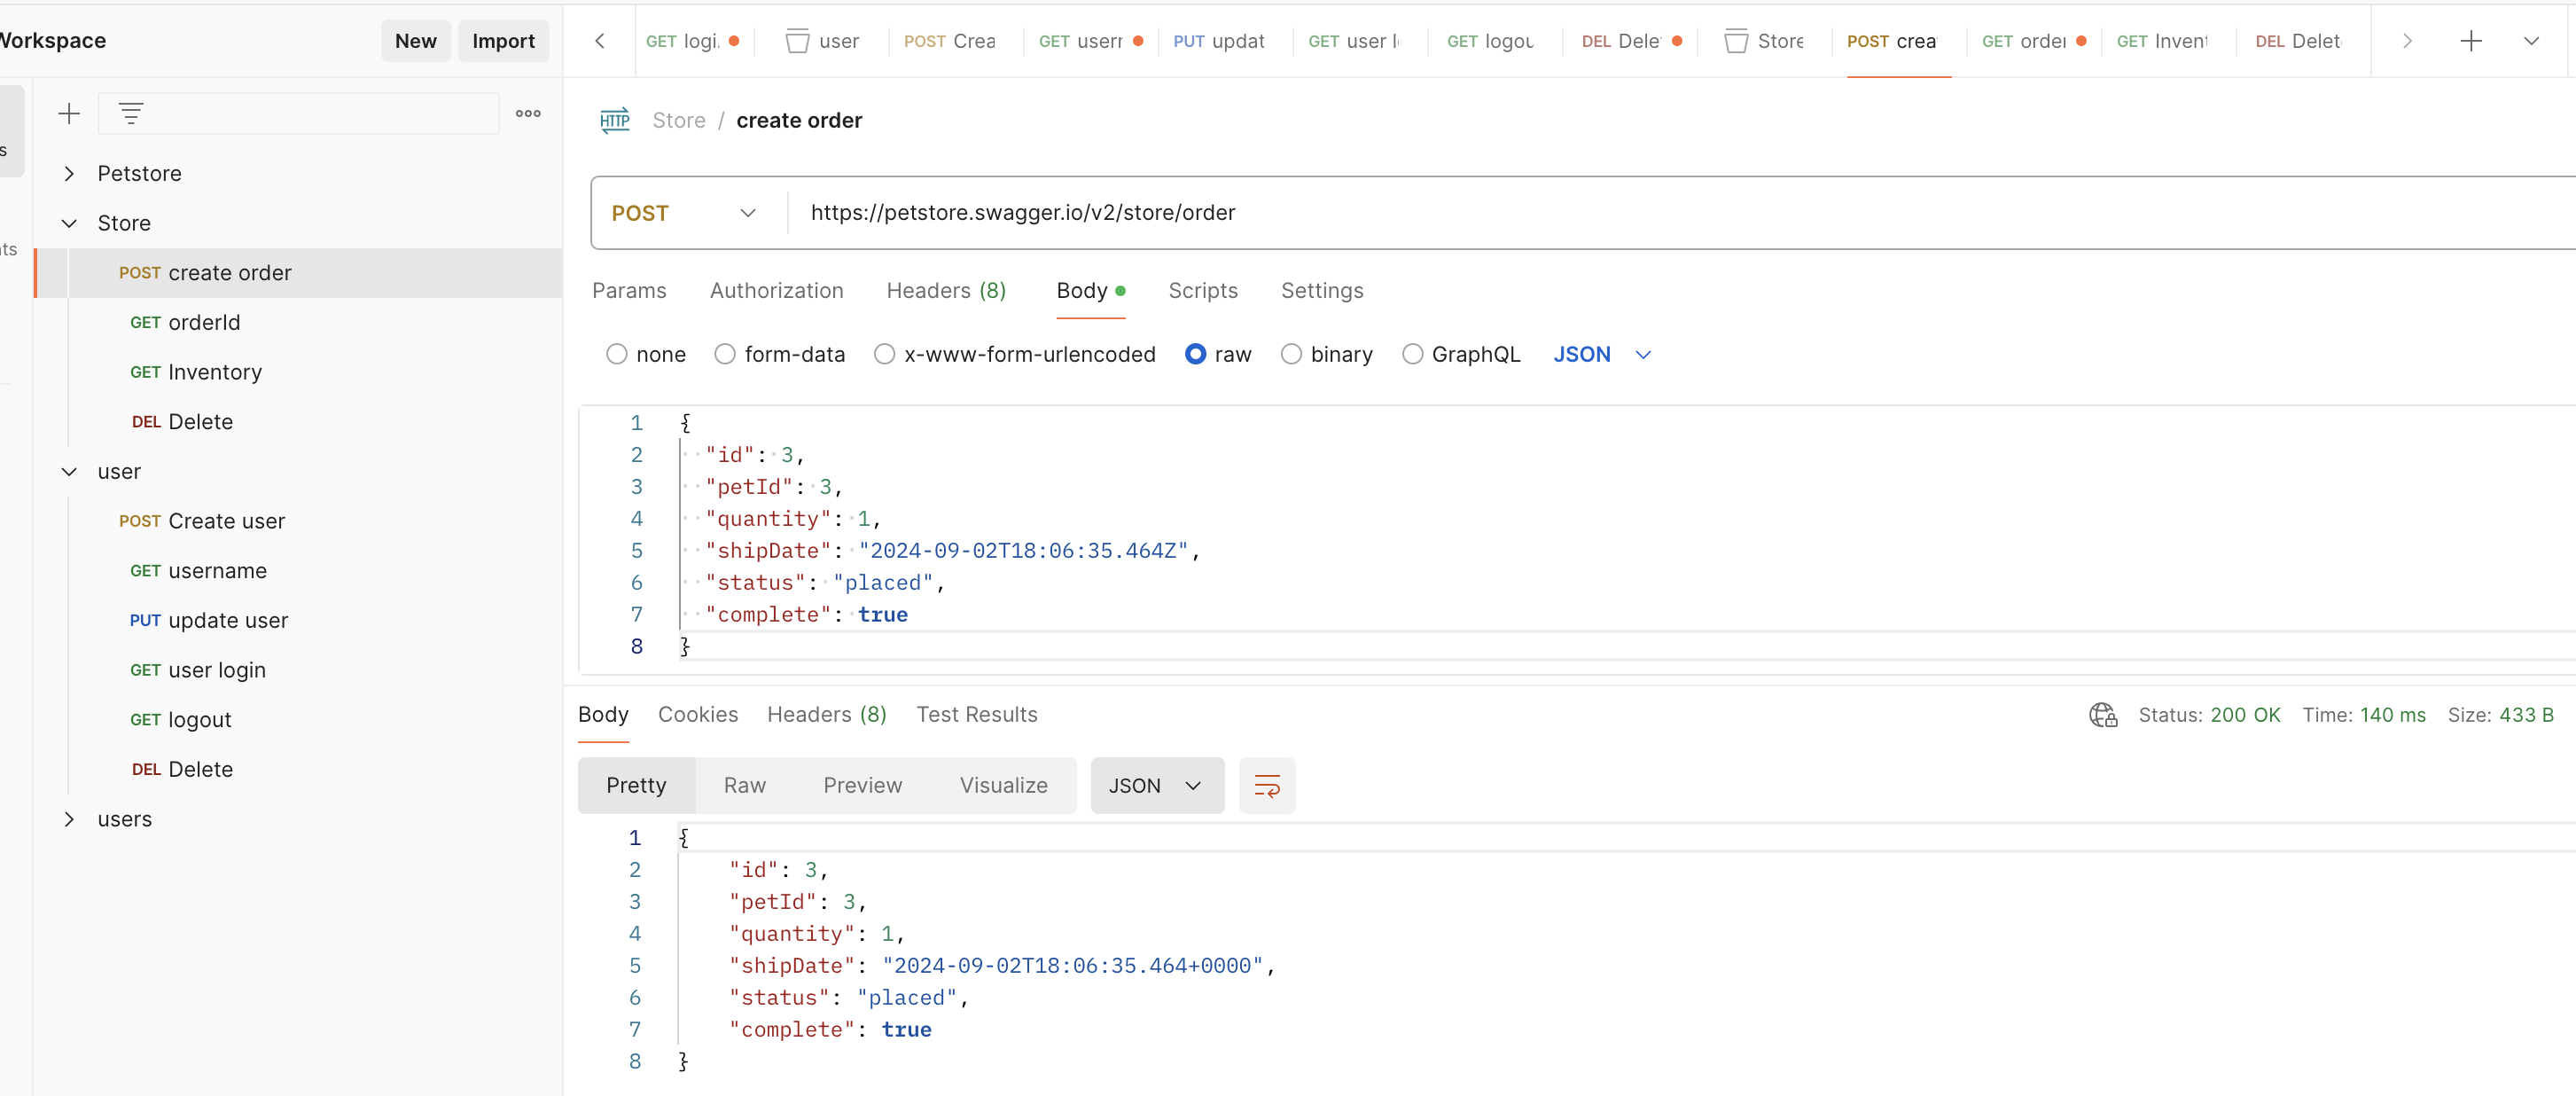 Workspace
New
Import
GET logi.
user
POST Crea
GET usern
PUT updat
GET user l
GET logou
DEL Dele
Store
POST crea
GET order
GET Invent
DEL Delet
Store / create order
HTTP
s
nts
Petstore
Store
POST create order
GET orderId
GET Inventory
DEL Delete
user
POST Create user
GET username
PUT update user
GET user login
GET logout
DEL Delete
users
POST
https://petstore.swagger.io/v2/store/order
Params Authorization Headers (8) Body Scripts Settings
none form-data x-www-form-urlencoded raw binary GraphQL JSON
1 {
2 "id": 3,
3 "petId": 3,
4 "quantity": 1,
5 "shipDate": "2024-09-02T18:06:35.464Z",
6 "status": "placed",
7 "complete": true
8 }
Body Cookies Headers (8) Test Results
Status: 200 OK Time: 140 ms Size: 433 B
Pretty Raw Preview Visualize JSON
1 {
2 "id": 3,
3 "petId": 3,
4 "quantity": 1,
5 "shipDate": "2024-09-02T18:06:35.464+0000",
6 "status": "placed",
7 "complete": true
8 }